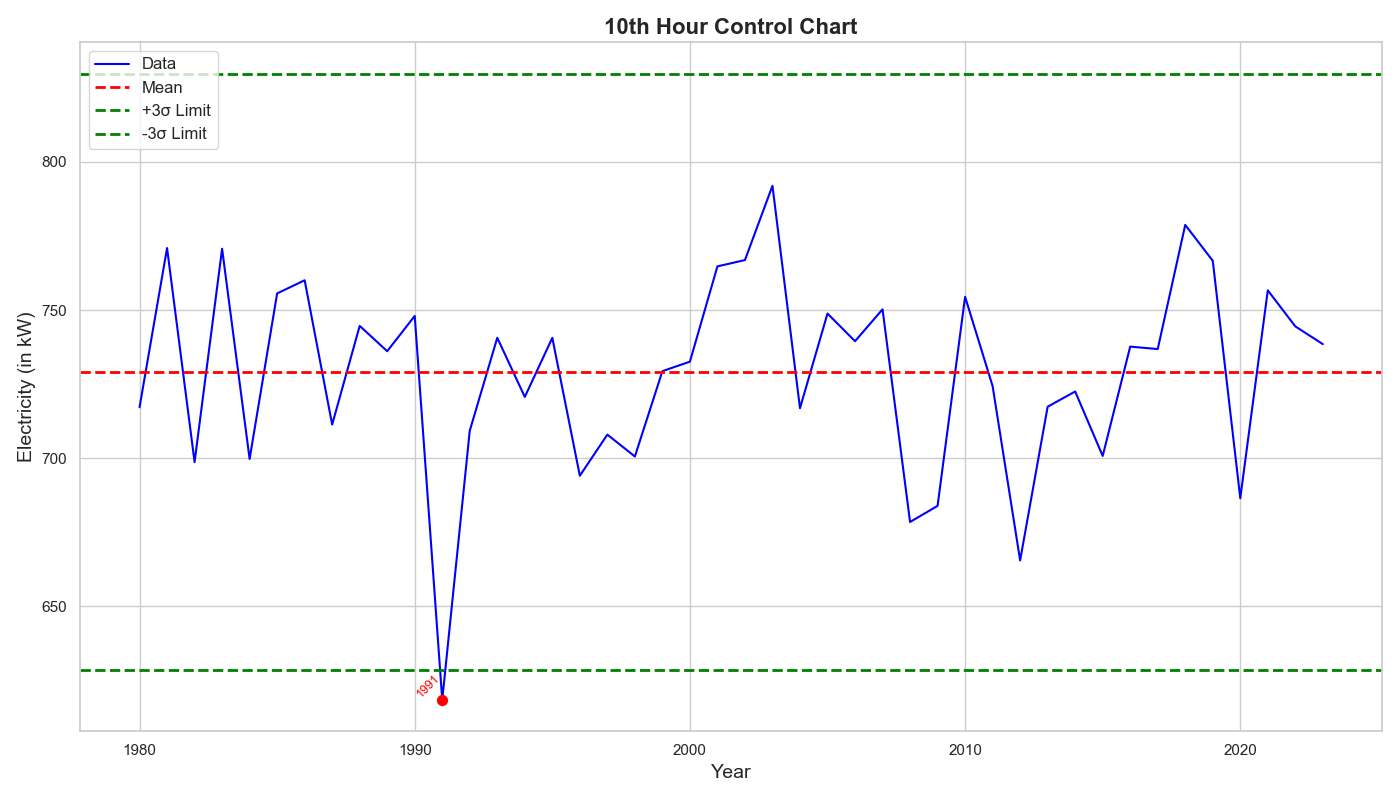 10th Hour Control Chart
Data
Mean
+3σ Limit
-3σ Limit
800
750
700
650
Electricity (in kW)
1991
1980
1990
2000
2010
2020
Year